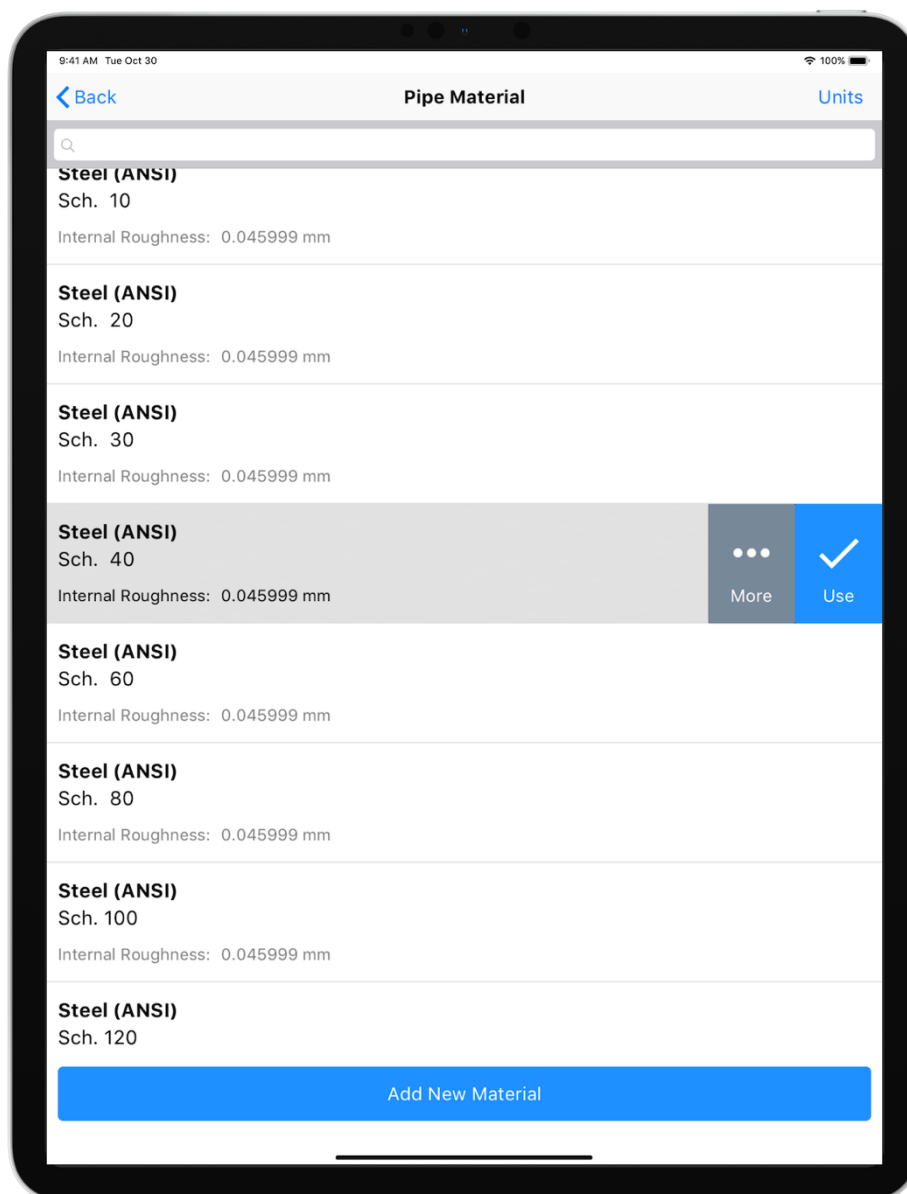 9:41 AM Tue Oct 30
100%
Back
Pipe Material
Units
Steel (ANSI)
Sch. 10
Internal Roughness: 0.045999 mm
Steel (ANSI)
Sch. 20
Internal Roughness: 0.045999 mm
Steel (ANSI)
Sch. 30
Internal Roughness: 0.045999 mm
Steel (ANSI)
Sch. 40
Internal Roughness: 0.045999 mm
More
Use
Steel (ANSI)
Sch. 60
Internal Roughness: 0.045999 mm
Steel (ANSI)
Sch. 80
Internal Roughness: 0.045999 mm
Steel (ANSI)
Sch. 100
Internal Roughness: 0.045999 mm
Steel (ANSI)
Sch. 120
Add New Material